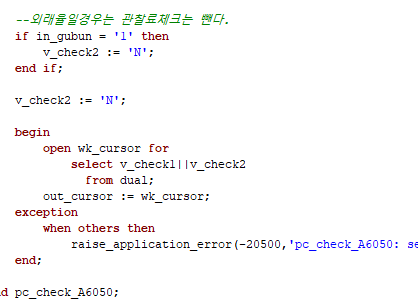 --외래율일경우는 관찰료체크는 뺀다.
if in_gubun = '1' then
v_check2 := 'N';
end if;
v_check2 := 'N';
begin
open wk_cursor for
select v_check1||v_check2
from dual;
out_cursor := wk_cursor;
exception
when others then
raise_application_error(-20500,'pc_check_A6050: se
end;
d pc_check_A6050;